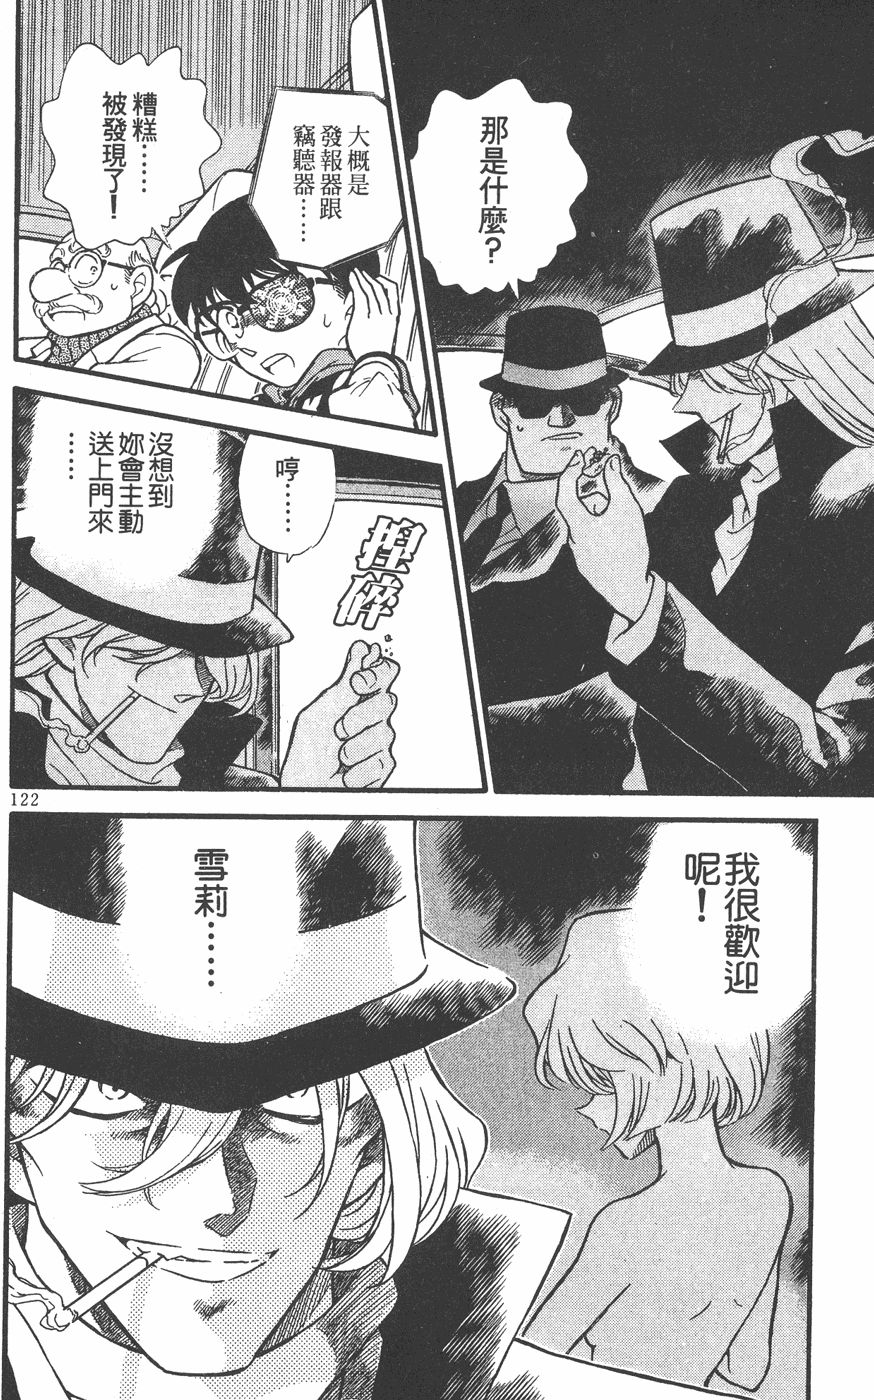 那是什麼？
大概是
發報器跟
竊聽器……
糟糕……
被發現了！
哼……
捏碎
沒想到
妳會主動
送上門來
……
122
我很歡迎
呢！
雪莉……